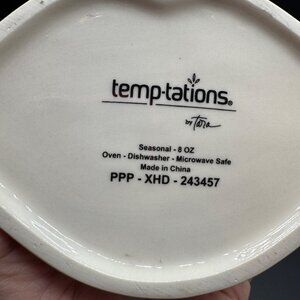 temp-tations®
by Tara
Seasonal - 8 OZ
Oven - Dishwasher - Microwave Safe
Made in China
PPP - XHD - 243457